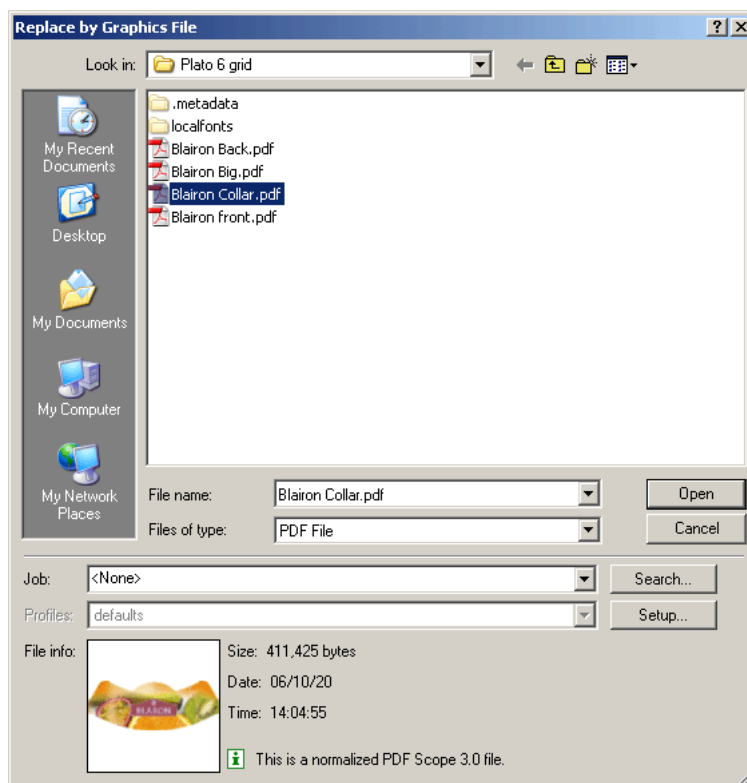 Replace by Graphics File
Look in: Plato 6 grid
My Recent
Documents
Desktop
My Documents
My Computer
My Network
Places
.metadata
localfonts
Blairon Back.pdf
Blairon Big.pdf
Blairon Collar.pdf
Blairon front.pdf
File name: Blairon Collar.pdf Open
Files of type: PDF File Cancel
Job: <None> Search...
Profiles: defaults Setup...
File info: Size: 411,425 bytes
Date: 06/10/20
Time: 14:04:55
This is a normalized PDF Scope 3.0 file.